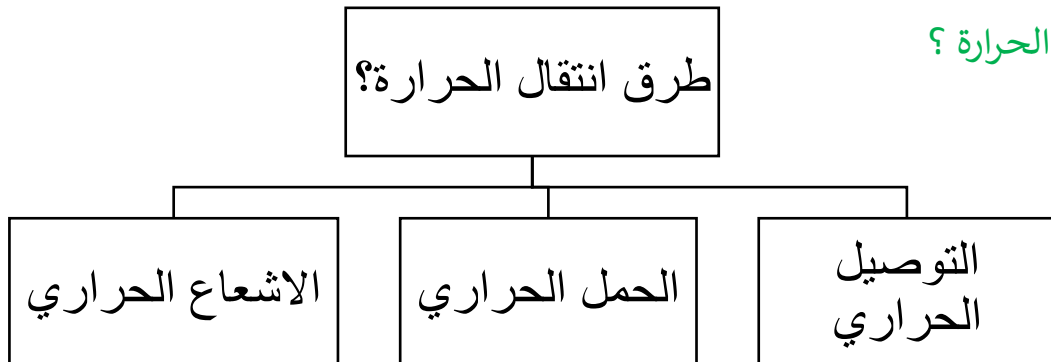 الحرارة ؟
طرق انتقال الحرارة؟
التوصيل
الحراري
الحمل الحراري
الاشعاع الحراري